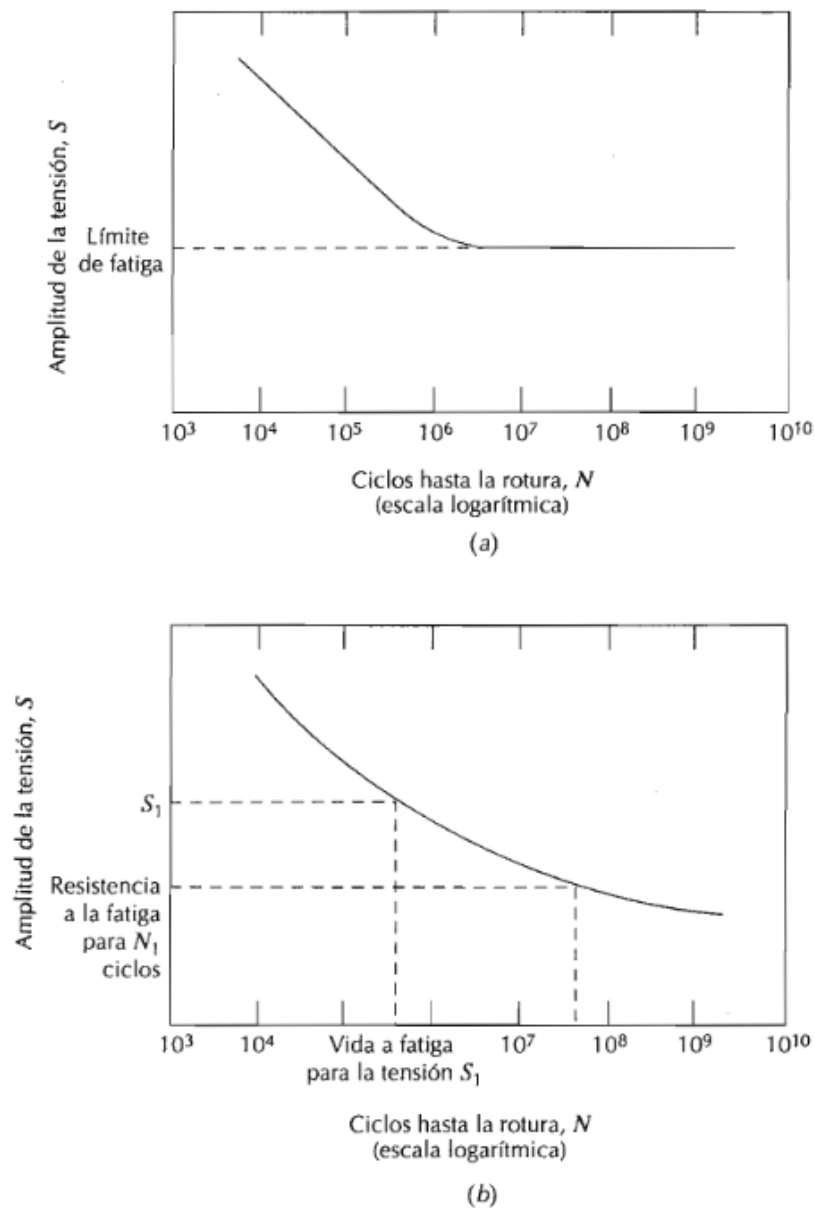 Amplitud de la tensión, S
Límite
de fatiga
10³ 10⁴ 10⁵ 10⁶ 10⁷ 10⁸ 10⁹ 10¹⁰
Ciclos hasta la rotura, N
(escala logarítmica)
(a)
Amplitud de la tensión, S
S₁
Resistencia
a la fatiga
para N₁
ciclos
10³ 10⁴ 10⁷ 10⁸ 10⁹ 10¹⁰
Vida a fatiga
para la tensión S₁
Ciclos hasta la rotura, N
(escala logarítmica)
(b)